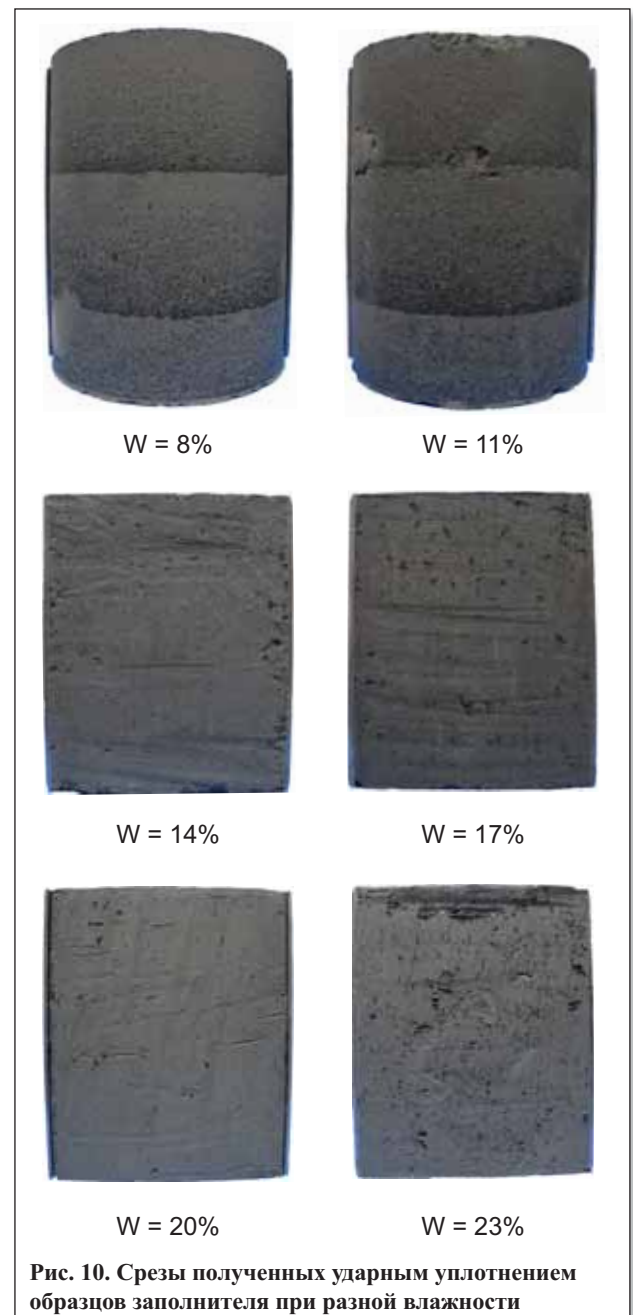 W = 8%
W = 11%
W = 14%
W = 17%
W = 20%
W = 23%
Рис. 10. Срезы полученных ударным уплотнением
образцов заполнителя при разной влажности